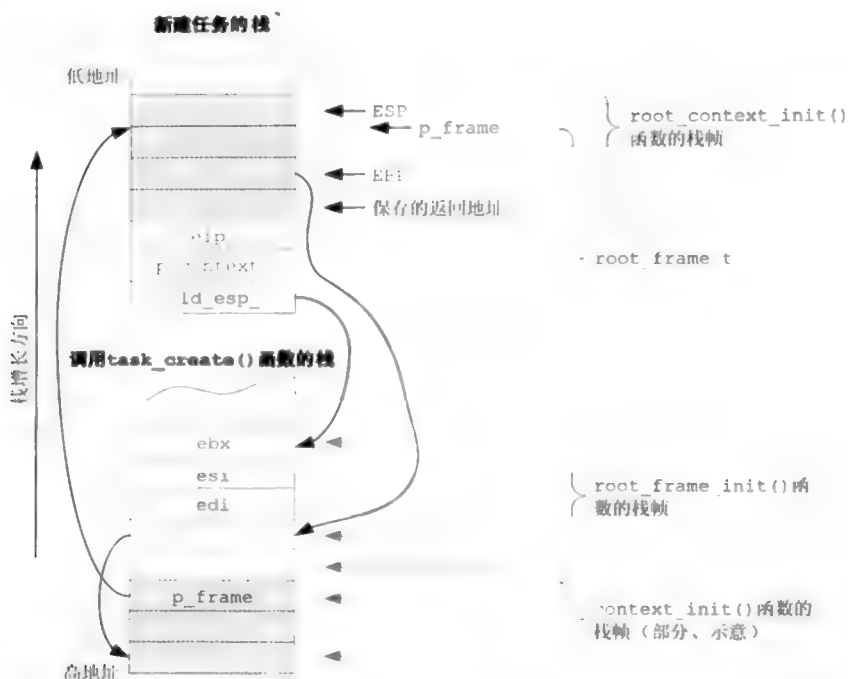 新建任务的栈
低地址
ESP
p_frame
root_context_init()
函数的栈帧
保存的返回地址
root_frame_t
栈增长方向
调用task_create()函数的栈
ebx
esi
edi
root_frame_init()函
数的栈帧
p_frame
context_init()函数的
栈帧（部分、示意）
高地址